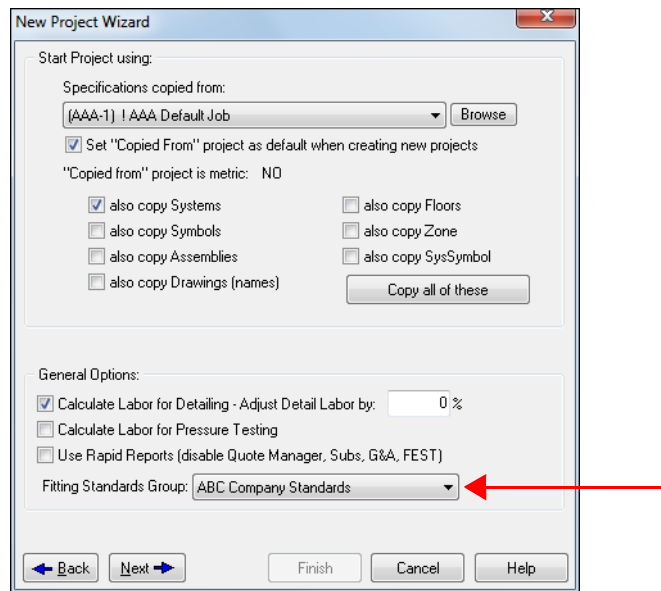 New Project Wizard
Start Project using:
Specifications copied from:
(AAA-1) ! AAA Default Job
Browse
Set "Copied From" project as default when creating new projects
"Copied from" project is metric: NO
also copy Systems
also copy Floors
also copy Symbols
also copy Zone
also copy Assemblies
also copy SysSymbol
also copy Drawings (names)
Copy all of these
General Options:
Calculate Labor for Detailing - Adjust Detail Labor by: 0 %
Calculate Labor for Pressure Testing
Use Rapid Reports (disable Quote Manager, Subs, G&A, FEST)
Fitting Standards Group: ABC Company Standards
Back Next Finish Cancel Help